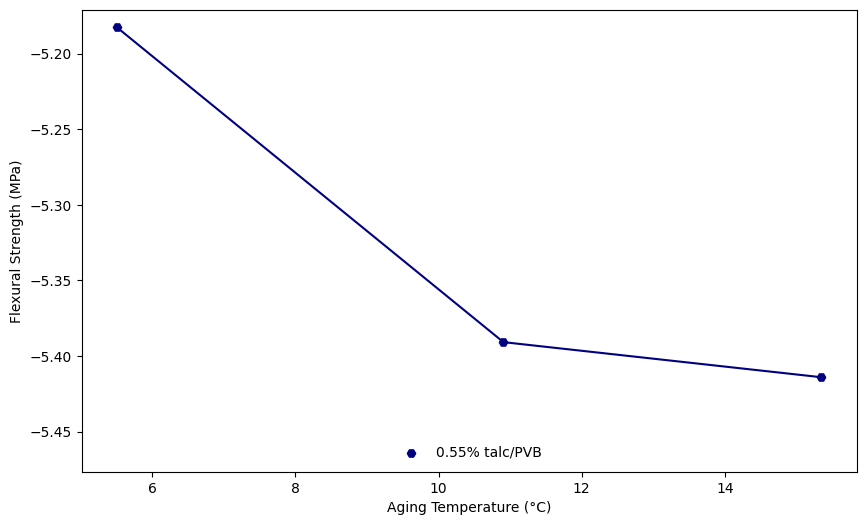 −5.20
−5.25
−5.30
−5.35
−5.40
−5.45
Flexural Strength (MPa)
0.55% talc/PVB
6 8 10 12 14
Aging Temperature (°C)